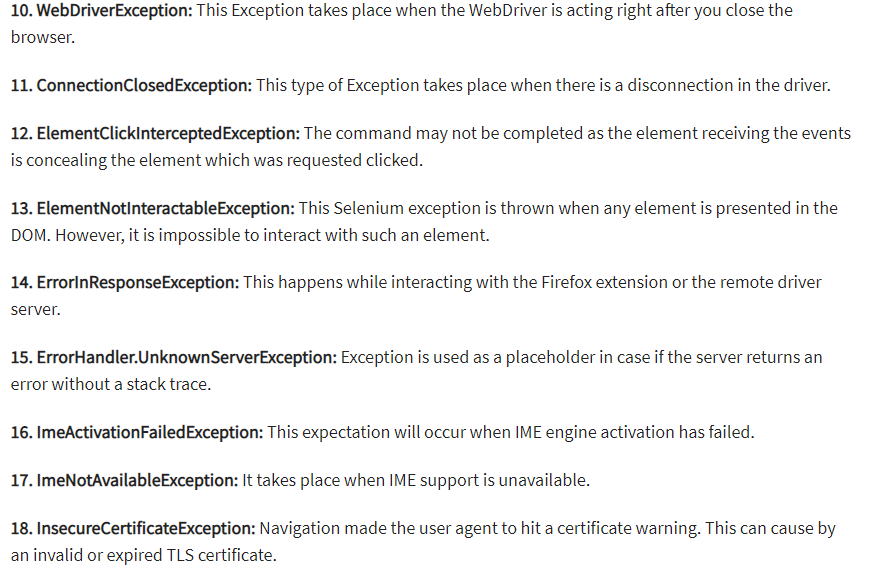 10. WebDriverException: This Exception takes place when the WebDriver is acting right after you close the
browser.
11. ConnectionClosedException: This type of Exception takes place when there is a disconnection in the driver.
12. ElementClickInterceptedException: The command may not be completed as the element receiving the events
is concealing the element which was requested clicked.
13. ElementNotInteractableException: This Selenium exception is thrown when any element is presented in the
DOM. However, it is impossible to interact with such an element.
14. ErrorInResponseException: This happens while interacting with the Firefox extension or the remote driver
server.
15. ErrorHandler.UnknownServerException: Exception is used as a placeholder in case if the server returns an
error without a stack trace.
16. ImeActivationFailedException: This expectation will occur when IME engine activation has failed.
17. ImeNotAvailableException: It takes place when IME support is unavailable.
18. InsecureCertificateException: Navigation made the user agent to hit a certificate warning. This can cause by
an invalid or expired TLS certificate.